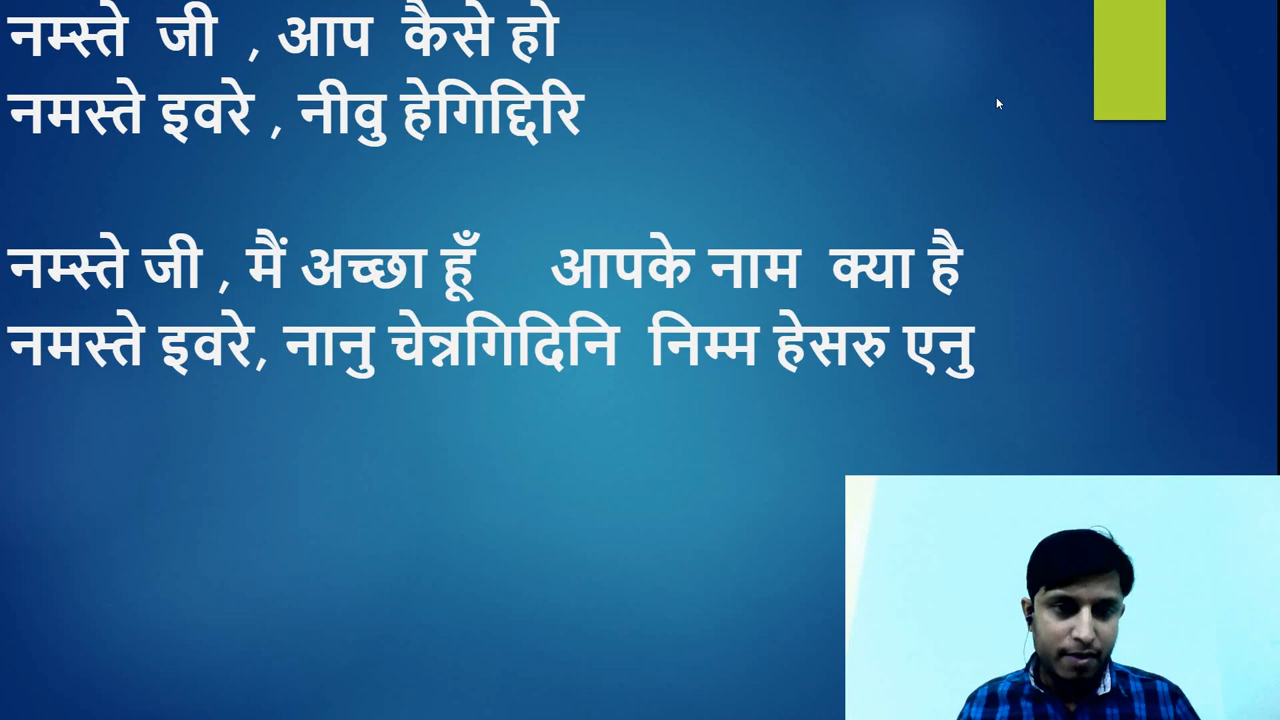 नम्स्ते जी , आप कैसे हो
नमस्ते इवरे , नीवु हेगिद्दिरि
नम्स्ते जी , मैं अच्छा हूँ आपके नाम क्या है
नमस्ते इवरे, नानु चेन्नगिदिनि निम्म हेसरु एनु